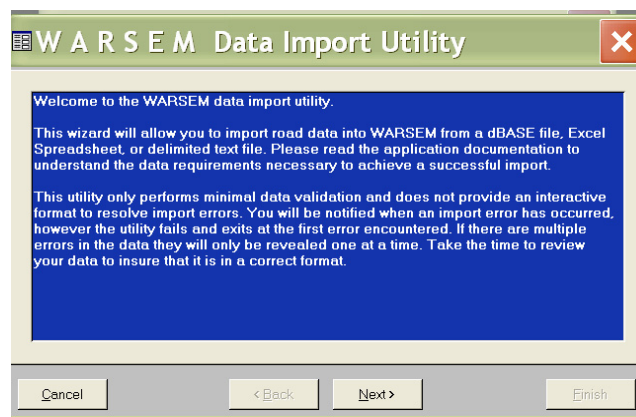 W A R S E M Data Import Utility
Welcome to the WARSEM data import utility.
This wizard will allow you to import road data into WARSEM from a dBASE file, Excel
Spreadsheet, or delimited text file. Please read the application documentation to
understand the data requirements necessary to achieve a successful import.
This utility only performs minimal data validation and does not provide an interactive
format to resolve import errors. You will be notified when an import error has occurred,
however the utility fails and exits at the first error encountered. If there are multiple
errors in the data they will only be revealed one at a time. Take the time to review
your data to insure that it is in a correct format.
Cancel < Back Next > Finish